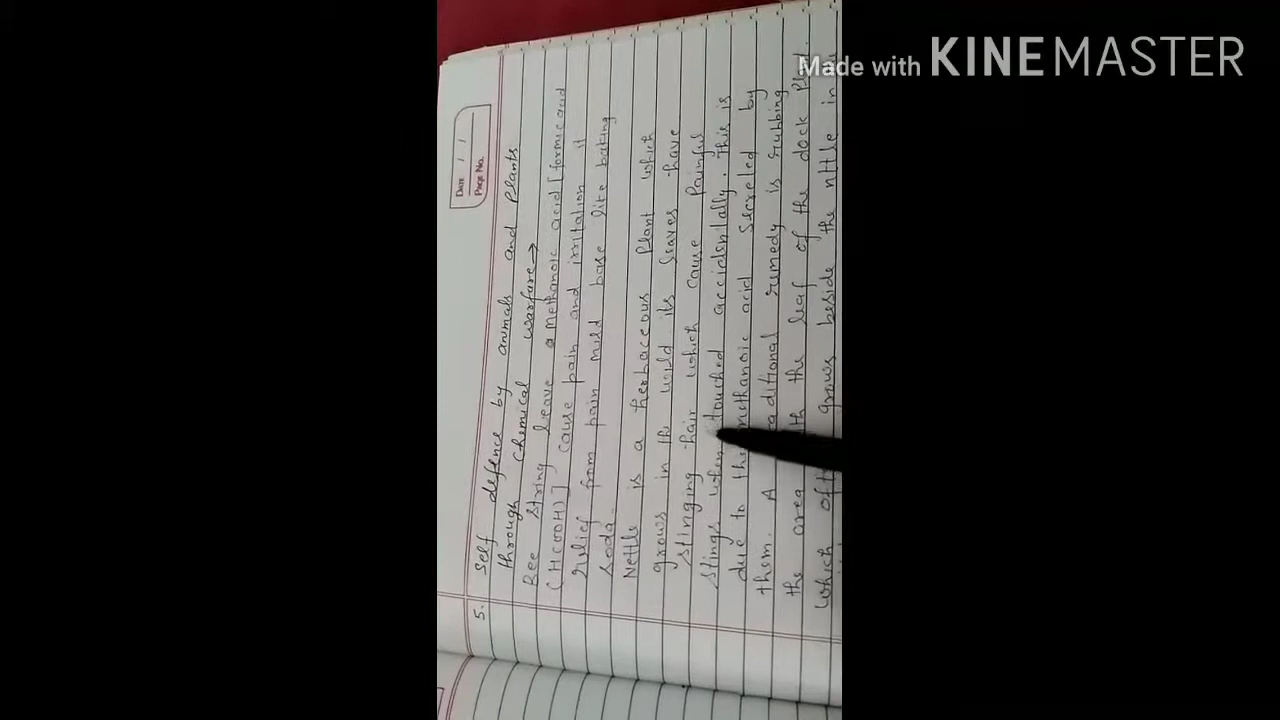 Made with KINEMASTER
DATE / /
PAGE NO.
5. Self defence by animals and Plants
through chemical warfare →
Bee string leave a methanoic acid [formic acid
(HCOOH)] cause pain and irritation it
relief from pain mild base like baking
soda.
Nettle is a herbaceous Plant which
grows in th wild its leaves have
stinging hair which cause painful
stings when touched accidentally. This is
due to the methanoic acid secreted by
them. A traditional remedy is rubbing
the area with the leaf of the dock Plant.
which grows beside the nttle in